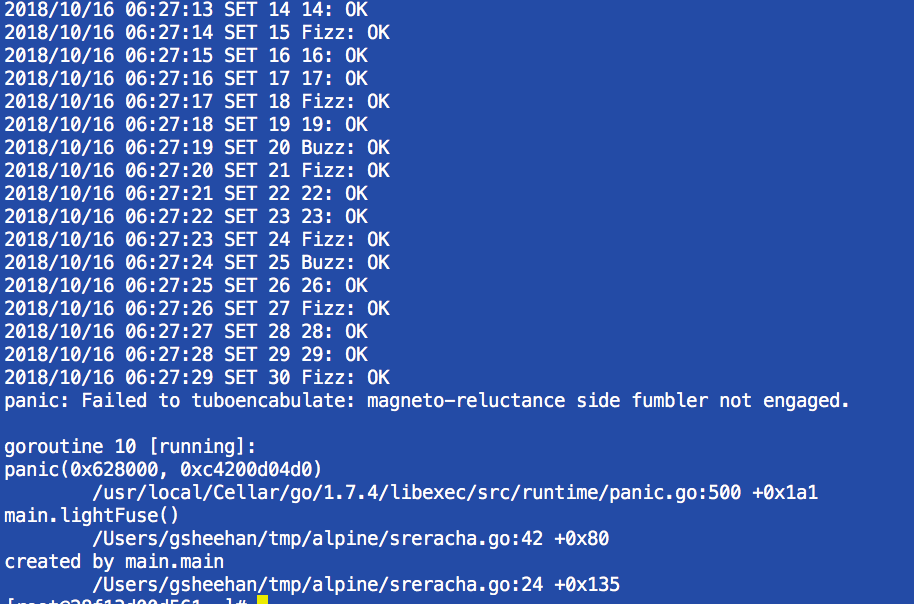 2018/10/16 06:27:13 SET 14 14: OK
2018/10/16 06:27:14 SET 15 Fizz: OK
2018/10/16 06:27:15 SET 16 16: OK
2018/10/16 06:27:16 SET 17 17: OK
2018/10/16 06:27:17 SET 18 Fizz: OK
2018/10/16 06:27:18 SET 19 19: OK
2018/10/16 06:27:19 SET 20 Buzz: OK
2018/10/16 06:27:20 SET 21 Fizz: OK
2018/10/16 06:27:21 SET 22 22: OK
2018/10/16 06:27:22 SET 23 23: OK
2018/10/16 06:27:23 SET 24 Fizz: OK
2018/10/16 06:27:24 SET 25 Buzz: OK
2018/10/16 06:27:25 SET 26 26: OK
2018/10/16 06:27:26 SET 27 Fizz: OK
2018/10/16 06:27:27 SET 28 28: OK
2018/10/16 06:27:28 SET 29 29: OK
2018/10/16 06:27:29 SET 30 Fizz: OK
panic: Failed to tuboencabulate: magneto-reluctance side fumbler not engaged.
goroutine 10 [running]:
panic(0x628000, 0xc4200d04d0)
/usr/local/Cellar/go/1.7.4/libexec/src/runtime/panic.go:500 +0x1a1
main.lightFuse()
/Users/gsheehan/tmp/alpine/sreracha.go:42 +0x80
created by main.main
/Users/gsheehan/tmp/alpine/sreracha.go:24 +0x135